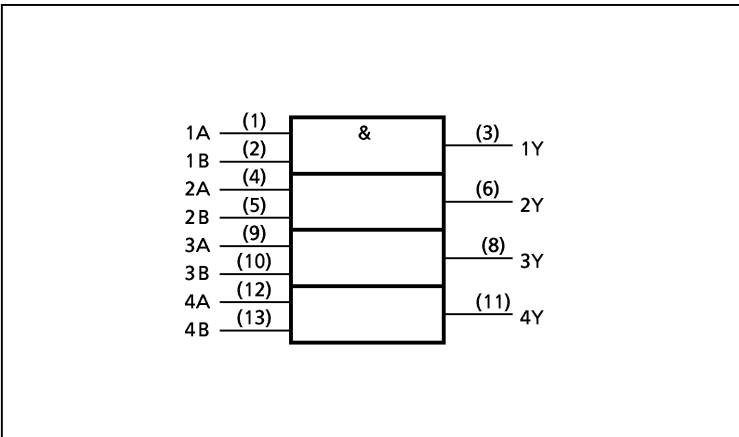 1A (1) & (3) 1Y
1B (2)
2A (4) (6) 2Y
2B (5)
3A (9) (8) 3Y
3B (10)
4A (12) (11) 4Y
4B (13)